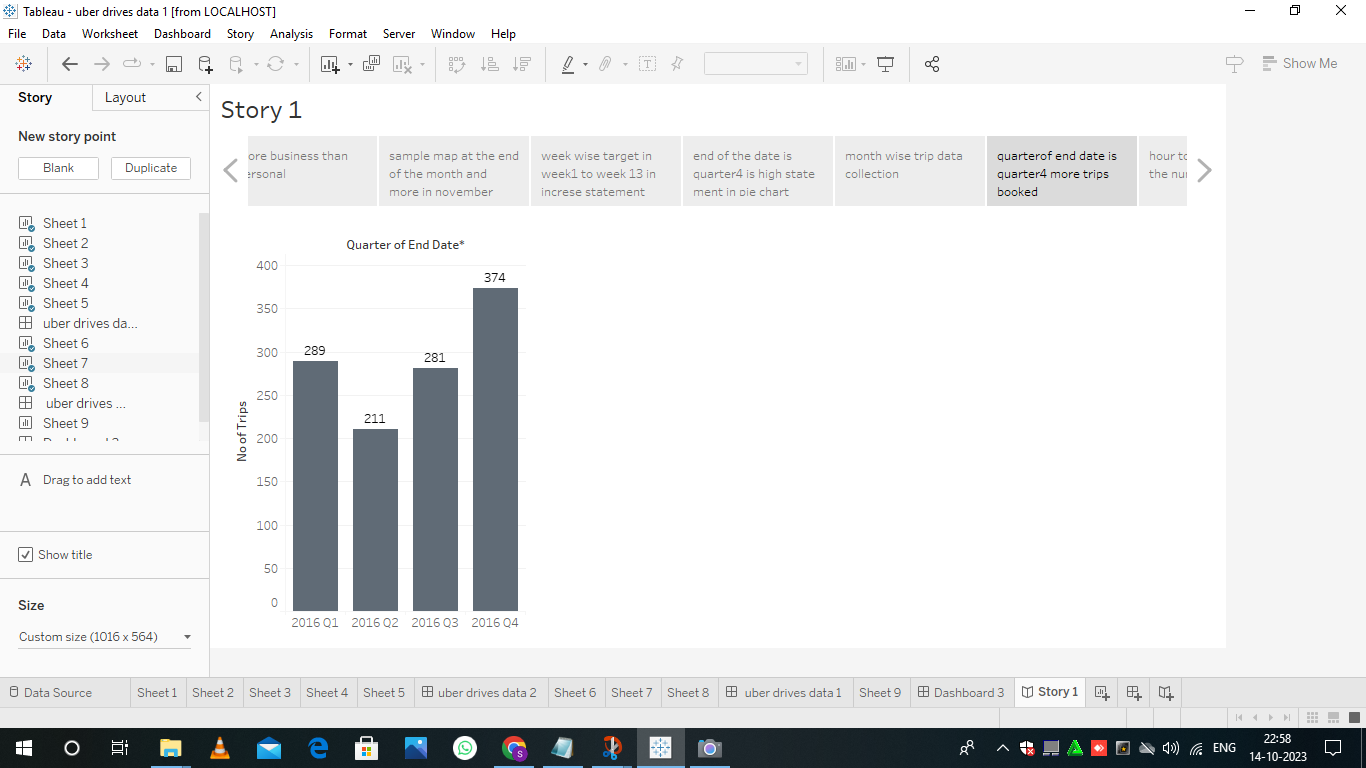 Tableau - uber drives data 1 [from LOCALHOST]
File Data Worksheet Dashboard Story Analysis Format Server Window Help
Show Me
Story Layout
New story point
Blank Duplicate
Sheet 1
Sheet 2
Sheet 3
Sheet 4
Sheet 5
uber drives da...
Sheet 6
Sheet 7
Sheet 8
uber drives ...
Sheet 9
A Drag to add text
Show title
Size
Custom size (1016 x 564)
Story 1
ore business than
ersonal
sample map at the end
of the month and
more in november
week wise target in
week1 to week 13 in
increse statement
end of the date is
quarter4 is high state
ment in pie chart
month wise trip data
collection
quarterof end date is
quarter4 more trips
booked
hour to
the nu
Quarter of End Date*
No of Trips
400
350
300
250
200
150
100
50
0
289
211
281
374
2016 Q1 2016 Q2 2016 Q3 2016 Q4
Data Source Sheet 1 Sheet 2 Sheet 3 Sheet 4 Sheet 5 uber drives data 2 Sheet 6 Sheet 7 Sheet 8 uber drives data 1 Sheet 9 Dashboard 3 Story 1
S
ENG
22:58
14-10-2023